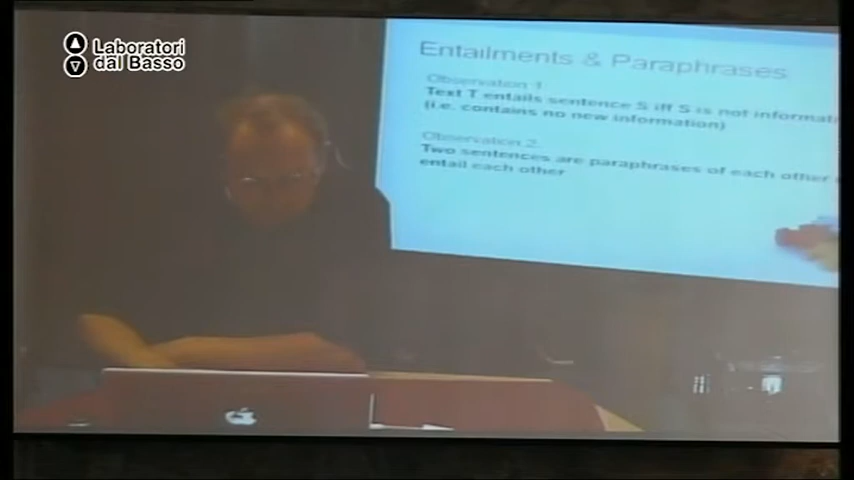 Laboratori
dal Basso
Entailments & Paraphrases
Observation 1
Text T entails sentence S iff S is not
(i.e. contains no new information)
Observation 2.
Two sentences are paraphrases of each other
entail each other